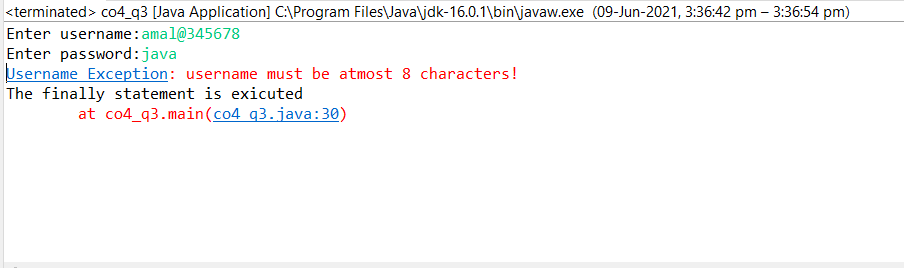 <terminated> co4_q3 [Java Application] C:\Program Files\Java\jdk-16.0.1\bin\javaw.exe (09-Jun-2021, 3:36:42 pm – 3:36:54 pm)
Enter username:amal@345678
Enter password:java
Username Exception: username must be atmost 8 characters!
The finally statement is exicuted
        at co4_q3.main(co4_q3.java:30)